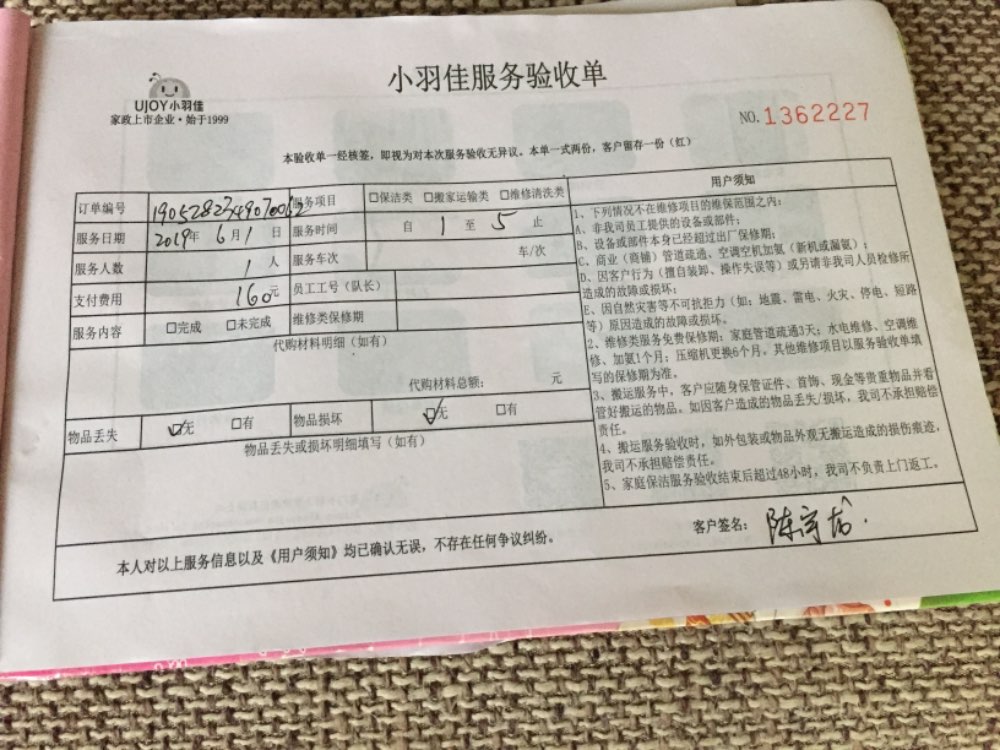 小羽佳服务验收单
UJOY小羽佳
家政上市企业·始于1999
NO.1362227
本验收单一经核签，即视为对本次服务验收无异议。本单一式两份，客户留存一份（红）
订单编号 服务项目 □保洁类 □搬家运输类 □维修清洗类
服务日期 2019年 6月1日 服务时间 自 1 至 5 止
服务人数 1人 服务车次 车/次
支付费用 160元 员工工号（队长）
服务内容 □完成 □未完成 维修类保修期
代购材料明细（如有）
代购材料总额： 元
物品丢失 ☑无 □有 物品损坏 ☑无 □有
物品丢失或损坏明细填写（如有）
用户须知
1、下列情况不在维修项目的维保范围之内：
A、非我司员工提供的设备或部件；
B、设备或部件本身已经超过出厂保修期；
C、商业（商铺）管道疏通、空调空机加氨（新机或漏氨）；
D、因客户行为（擅自装卸、操作失误等）或另请非我司人员检修所
造成的故障或损坏；
E、因自然灾害等不可抗拒力（如：地震、雷电、火灾、停电、短路
等）原因造成的故障或损坏。
2、维修类服务免费保修期：家庭管道疏通3天；水电维修、空调维
修、加氨1个月；压缩机更换6个月。其他维修项目以服务验收单填
写的保修期为准。
3、搬运服务中，客户应随身保管证件、首饰、现金等贵重物品并看
管好搬运的物品。如因客户造成的物品丢失/损坏，我司不承担赔偿
责任。
4、搬运服务验收时，如外包装或物品外观无搬运造成的损伤痕迹，
我司不承担赔偿责任。
5、家庭保洁服务验收结束后超过48小时，我司不负责上门返工。
本人对以上服务信息以及《用户须知》均已确认无误，不存在任何争议纠纷。
客户签名： 陈